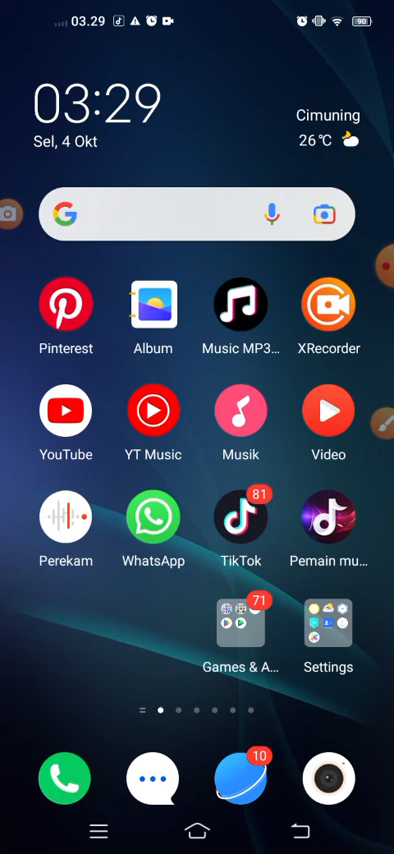 03.29
90
03:29
Sel, 4 Okt
Cimuning
26°C
Pinterest
Album
Music MP3...
XRecorder
YouTube
YT Music
Musik
Video
Perekam
WhatsApp
81
TikTok
Pemain mu...
71
Games & A...
Settings
10